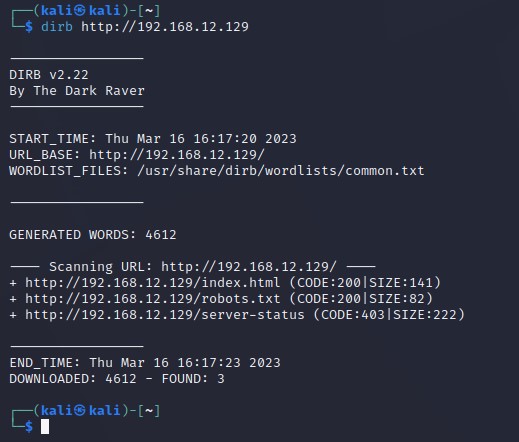 ┌──(kali㉿kali)-[~]
└─$ dirb http://192.168.12.129
DIRB v2.22
By The Dark Raver
START_TIME: Thu Mar 16 16:17:20 2023
URL_BASE: http://192.168.12.129/
WORDLIST_FILES: /usr/share/dirb/wordlists/common.txt
GENERATED WORDS: 4612
---- Scanning URL: http://192.168.12.129/ ----
+ http://192.168.12.129/index.html (CODE:200|SIZE:141)
+ http://192.168.12.129/robots.txt (CODE:200|SIZE:82)
+ http://192.168.12.129/server-status (CODE:403|SIZE:222)
END_TIME: Thu Mar 16 16:17:23 2023
DOWNLOADED: 4612 - FOUND: 3
┌──(kali㉿kali)-[~]
└─$